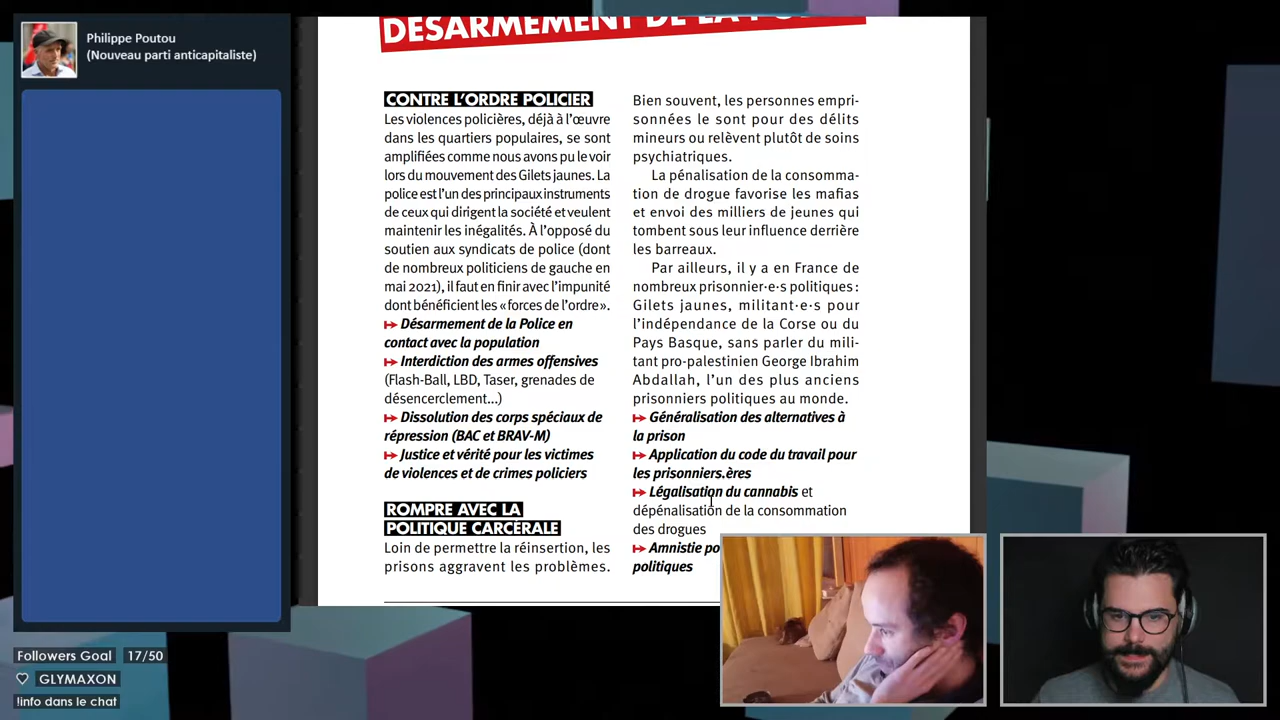 Philippe Poutou
(Nouveau parti anticapitaliste)
DÉSARMEMENT DE LA
CONTRE L'ORDRE POLICIER
Les violences policières, déjà à l'œuvre
dans les quartiers populaires, se sont
amplifiées comme nous avons pu le voir
lors du mouvement des Gilets jaunes. La
police est l'un des principaux instruments
de ceux qui dirigent la société et veulent
maintenir les inégalités. À l'opposé du
soutien aux syndicats de police (dont
de nombreux politiciens de gauche en
mai 2021), il faut en finir avec l'impunité
dont bénéficient les « forces de l'ordre ».
↦ Désarmement de la Police en
contact avec la population
↦ Interdiction des armes offensives
(Flash-Ball, LBD, Taser, grenades de
désencerclement...)
↦ Dissolution des corps spéciaux de
répression (BAC et BRAV-M)
↦ Justice et vérité pour les victimes
de violences et de crimes policiers
ROMPRE AVEC LA
POLITIQUE CARCÉRALE
Loin de permettre la réinsertion, les
prisons aggravent les problèmes.
Bien souvent, les personnes empri-
sonnées le sont pour des délits
mineurs ou relèvent plutôt de soins
psychiatriques.
La pénalisation de la consomma-
tion de drogue favorise les mafias
et envoi des milliers de jeunes qui
tombent sous leur influence derrière
les barreaux.
Par ailleurs, il y a en France de
nombreux prisonnier·e·s politiques :
Gilets jaunes, militant·e·s pour
l'indépendance de la Corse ou du
Pays Basque, sans parler du mili-
tant pro-palestinien George Ibrahim
Abdallah, l'un des plus anciens
prisonniers politiques au monde.
↦ Généralisation des alternatives à
la prison
↦ Application du code du travail pour
les prisonniers.ères
↦ Légalisation du cannabis et
dépénalisation de la consommation
des drogues
↦ Amnistie
politiques
Followers Goal 17/50
GLYMAXON
!info dans le chat